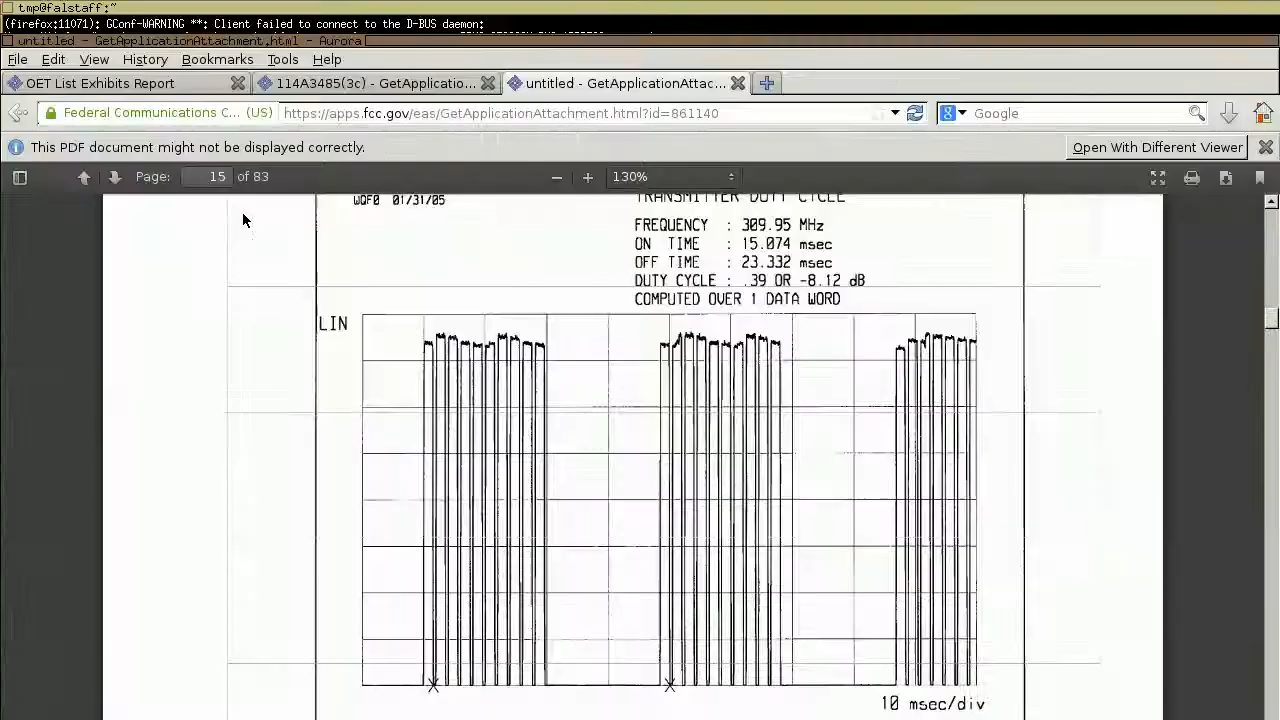 tmp@falstaff:~
(firefox:11071): GConf-WARNING **: Client failed to connect to the D-BUS daemon:
untitled - GetApplicationAttachment.html - Aurora
File Edit View History Bookmarks Tools Help
OET List Exhibits Report 114A3485(3c) - GetApplicatio... untitled - GetApplicationAttac...
Federal Communications C... (US) https://apps.fcc.gov/eas/GetApplicationAttachment.html?id=861140 Google
This PDF document might not be displayed correctly. Open With Different Viewer
Page: 15 of 83 130%
WQF0 01/31/05 TRANSMITTER DUTY CYCLE
FREQUENCY : 309.95 MHz
ON TIME : 15.074 msec
OFF TIME : 23.332 msec
DUTY CYCLE : .39 OR -8.12 dB
COMPUTED OVER 1 DATA WORD
LIN
10 msec/div